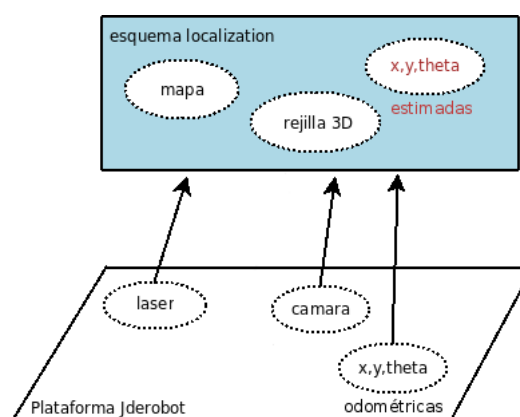 esquema localization
x,y,theta
mapa
estimadas
rejilla 3D
laser
camara
x,y,theta
Plataforma Jderobot
odométricas